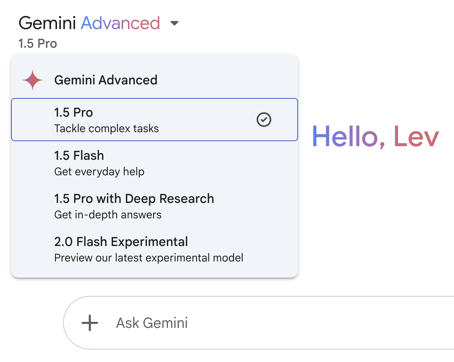 Gemini Advanced
1.5 Pro
Gemini Advanced
1.5 Pro
Tackle complex tasks
1.5 Flash
Get everyday help
1.5 Pro with Deep Research
Get in-depth answers
2.0 Flash Experimental
Preview our latest experimental model
Hello, Lev
Ask Gemini